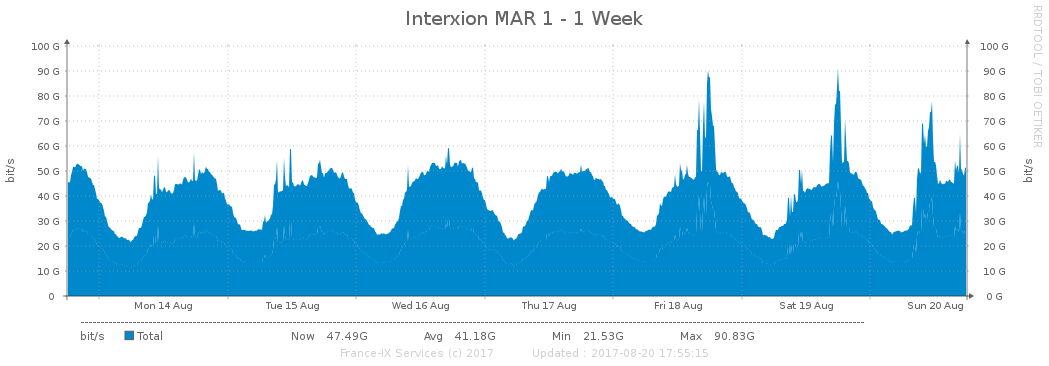 Interxion MAR 1 - 1 Week
RRDTOOL / TOBI OETIKER
bit/s
100 G
90 G
80 G
70 G
60 G
50 G
40 G
30 G
20 G
10 G
0
100 G
90 G
80 G
70 G
60 G
50 G
40 G
30 G
20 G
10 G
0 G
bit/s
Mon 14 Aug Tue 15 Aug Wed 16 Aug Thu 17 Aug Fri 18 Aug Sat 19 Aug Sun 20 Aug
bit/s Total Now 47.49G Avg 41.18G Min 21.53G Max 90.83G
France-IX Services (c) 2017 Updated : 2017-08-20 17:55:15